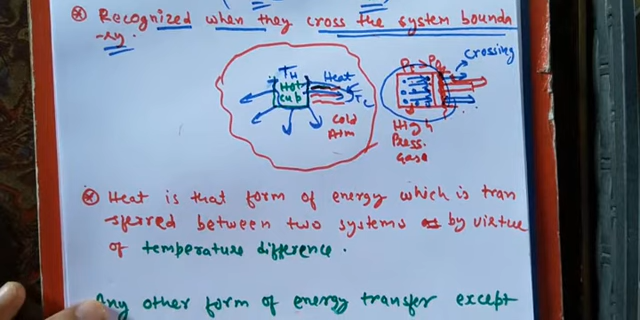 Recognized when they cross the system bounda
-ry.
TH
Hot
cup
Heat
Tc
Cold
Atm
crossing
High
Press.
Gase
Heat is that form of energy which is tran
sferred between two systems by virtue
of temperature difference.
Any other form of energy transfer except